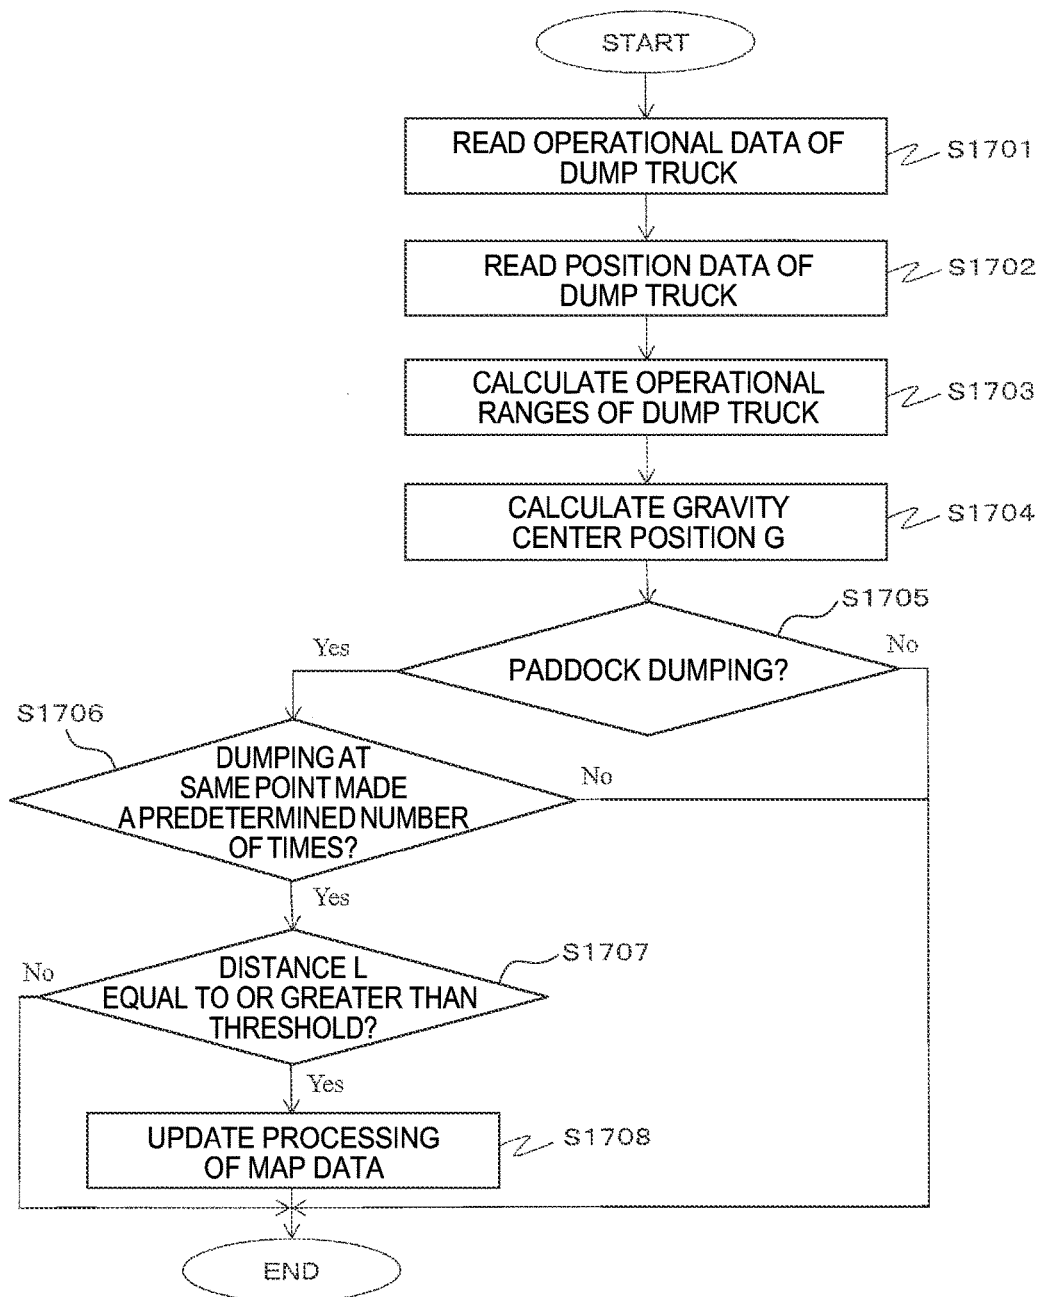 START
READ OPERATIONAL DATA OF
DUMP TRUCK
S1701
READ POSITION DATA OF
DUMP TRUCK
S1702
CALCULATE OPERATIONAL
RANGES OF DUMP TRUCK
S1703
CALCULATE GRAVITY
CENTER POSITION G
S1704
S1705
Yes
PADDOCK DUMPING?
No
S1706
DUMPING AT
SAME POINT MADE
A PREDETERMINED NUMBER
OF TIMES?
No
Yes
S1707
No
DISTANCE L
EQUAL TO OR GREATER THAN
THRESHOLD?
Yes
UPDATE PROCESSING
OF MAP DATA
S1708
END